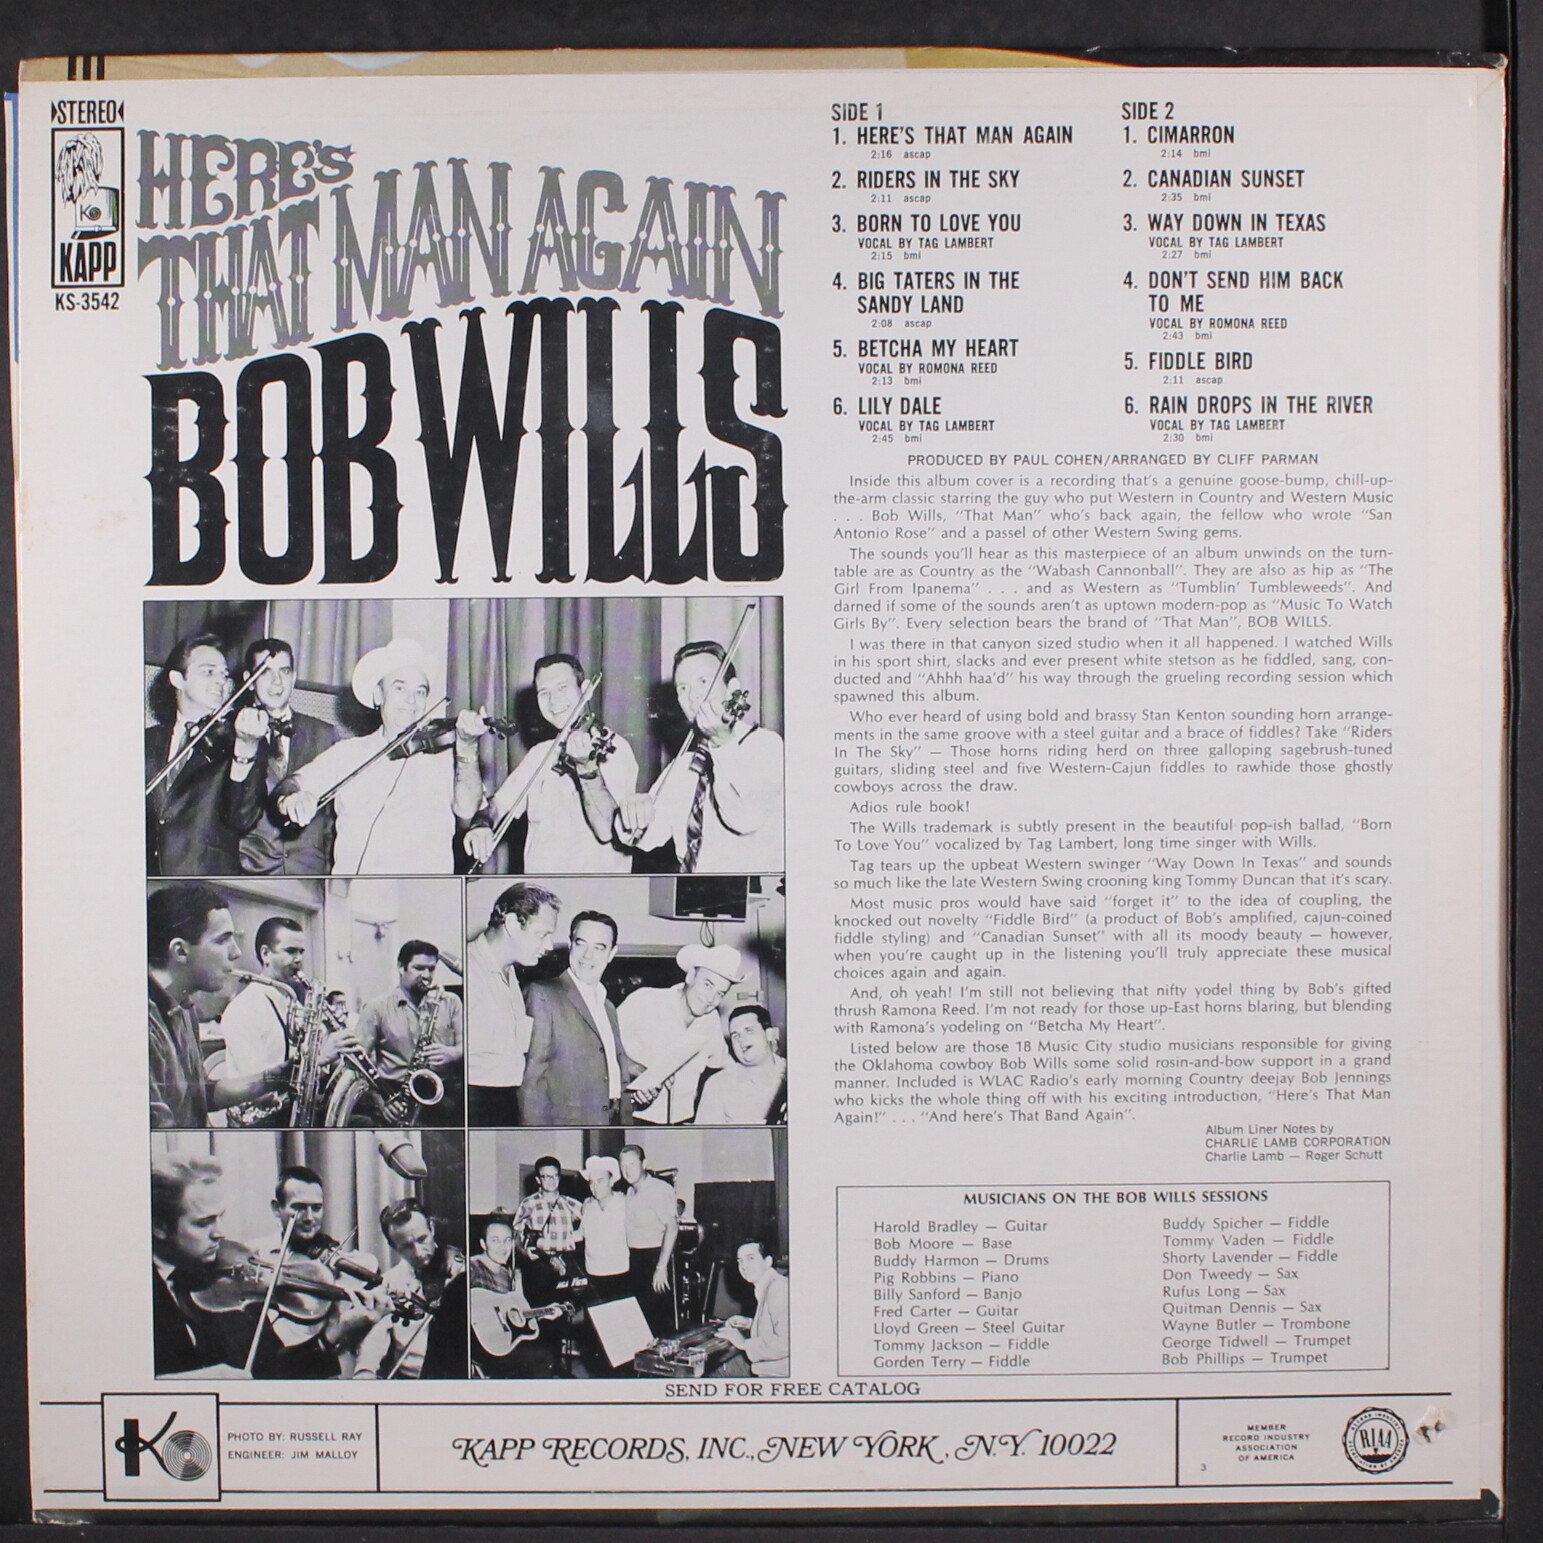 STEREO
KAPP
KS-3542
HERE'S
THAT MAN AGAIN
BOB WILLS
SIDE 1
1. HERE'S THAT MAN AGAIN
2:16 ascap
2. RIDERS IN THE SKY
2:11 ascap
3. BORN TO LOVE YOU
VOCAL BY TAG LAMBERT
2:15 bmi
4. BIG TATERS IN THE
SANDY LAND
2:08 ascap
5. BETCHA MY HEART
VOCAL BY ROMONA REED
2:13 bmi
6. LILY DALE
VOCAL BY TAG LAMBERT
2:45 bmi
SIDE 2
1. CIMARRON
2:14 bmi
2. CANADIAN SUNSET
2:35 bmi
3. WAY DOWN IN TEXAS
VOCAL BY TAG LAMBERT
2:27 bmi
4. DON'T SEND HIM BACK
TO ME
VOCAL BY ROMONA REED
2:43 bmi
5. FIDDLE BIRD
2:11 ascap
6. RAIN DROPS IN THE RIVER
VOCAL BY TAG LAMBERT
2:30 bmi
PRODUCED BY PAUL COHEN/ARRANGED BY CLIFF PARMAN
Inside this album cover is a recording that's a genuine goose-bump, chill-up-
the-arm classic starring the guy who put Western in Country and Western Music
. . . Bob Wills, "That Man" who's back again, the fellow who wrote "San
Antonio Rose" and a passel of other Western Swing gems.
The sounds you'll hear as this masterpiece of an album unwinds on the turn-
table are as Country as the "Wabash Cannonball". They are also as hip as "The
Girl From Ipanema" . . . and as Western as "Tumblin' Tumbleweeds". And
darned if some of the sounds aren't as uptown modern-pop as "Music To Watch
Girls By". Every selection bears the brand of "That Man", BOB WILLS.
I was there in that canyon sized studio when it all happened. I watched Wills
in his sport shirt, slacks and ever present white stetson as he fiddled, sang, con-
ducted and "Ahhh haa'd" his way through the grueling recording session which
spawned this album.
Who ever heard of using bold and brassy Stan Kenton sounding horn arrange-
ments in the same groove with a steel guitar and a brace of fiddles? Take "Riders
In The Sky" — Those horns riding herd on three galloping sagebrush-tuned
guitars, sliding steel and five Western-Cajun fiddles to rawhide those ghostly
cowboys across the draw.
Adios rule book!
The Wills trademark is subtly present in the beautiful pop-ish ballad, "Born
To Love You" vocalized by Tag Lambert, long time singer with Wills.
Tag tears up the upbeat Western swinger "Way Down In Texas" and sounds
so much like the late Western Swing crooning king Tommy Duncan that it's scary.
Most music pros would have said "forget it" to the idea of coupling, the
knocked out novelty "Fiddle Bird" (a product of Bob's amplified, cajun-coined
fiddle styling) and "Canadian Sunset" with all its moody beauty — however,
when you're caught up in the listening you'll truly appreciate these musical
choices again and again.
And, oh yeah! I'm still not believing that nifty yodel thing by Bob's gifted
thrush Ramona Reed. I'm not ready for those up-East horns blaring, but blending
with Ramona's yodeling on "Betcha My Heart".
Listed below are those 18 Music City studio musicians responsible for giving
the Oklahoma cowboy Bob Wills some solid rosin-and-bow support in a grand
manner. Included is WLAC Radio's early morning Country deejay Bob Jennings
who kicks the whole thing off with his exciting introduction, "Here's That Man
Again!" . . . "And here's That Band Again".
Album Liner Notes by
CHARLIE LAMB CORPORATION
Charlie Lamb — Roger Schutt
MUSICIANS ON THE BOB WILLS SESSIONS
Harold Bradley — Guitar
Bob Moore — Base
Buddy Harmon — Drums
Pig Robbins — Piano
Billy Sanford — Banjo
Fred Carter — Guitar
Lloyd Green — Steel Guitar
Tommy Jackson — Fiddle
Gorden Terry — Fiddle
Buddy Spicher — Fiddle
Tommy Vaden — Fiddle
Shorty Lavender — Fiddle
Don Tweedy — Sax
Rufus Long — Sax
Quitman Dennis — Sax
Wayne Butler — Trombone
George Tidwell — Trumpet
Bob Phillips — Trumpet
SEND FOR FREE CATALOG
K
PHOTO BY: RUSSELL RAY
ENGINEER: JIM MALLOY
KAPP RECORDS, INC., NEW YORK, N.Y. 10022
3
MEMBER
RECORD INDUSTRY
ASSOCIATION
OF AMERICA
RIAA